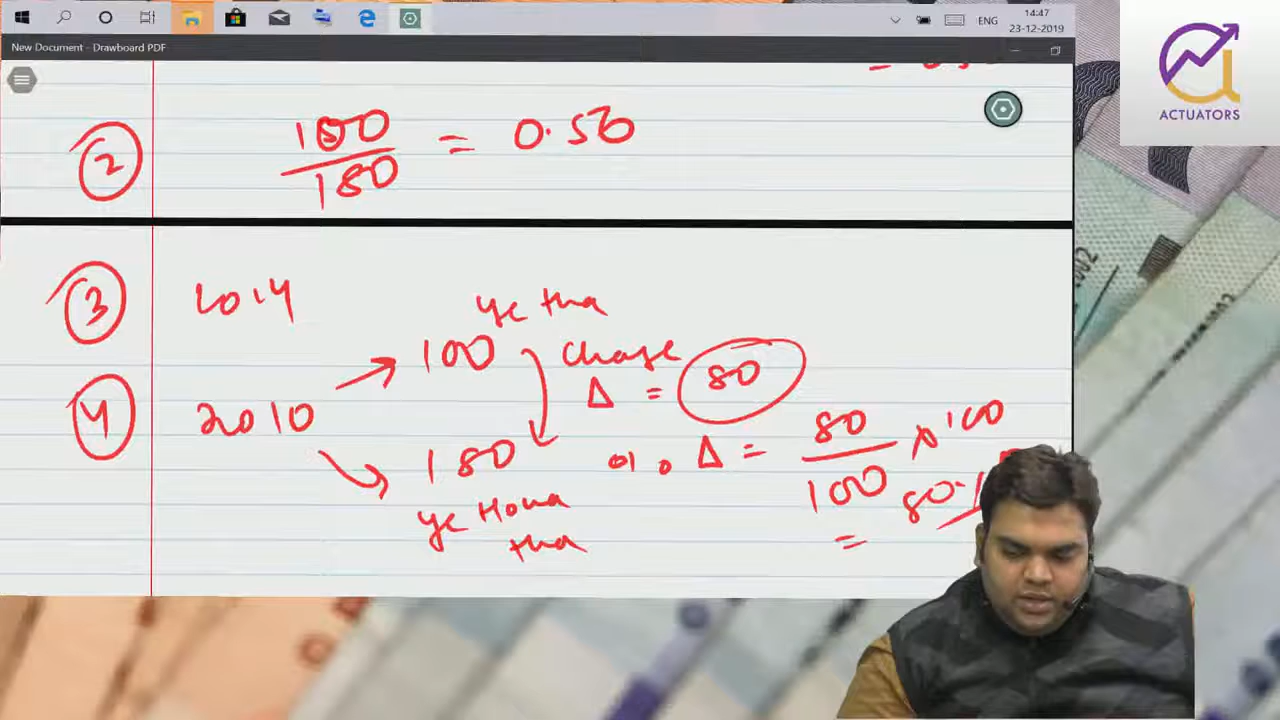 14:47
ENG
23-12-2019
New Document - Drawboard PDF
ACTUATORS
2
100/180 = 0.56
3
2014
ye tha
100
change
Δ = 80
4
2010
180
% Δ = 80/100 × 100
ye Hona
tha
= 80%